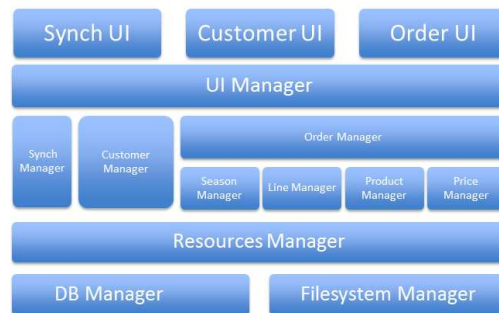 Synch UI
Customer UI
Order UI
UI Manager
Synch
Manager
Customer
Manager
Order Manager
Season
Manager
Line Manager
Product
Manager
Price
Manager
Resources Manager
DB Manager
Filesystem Manager